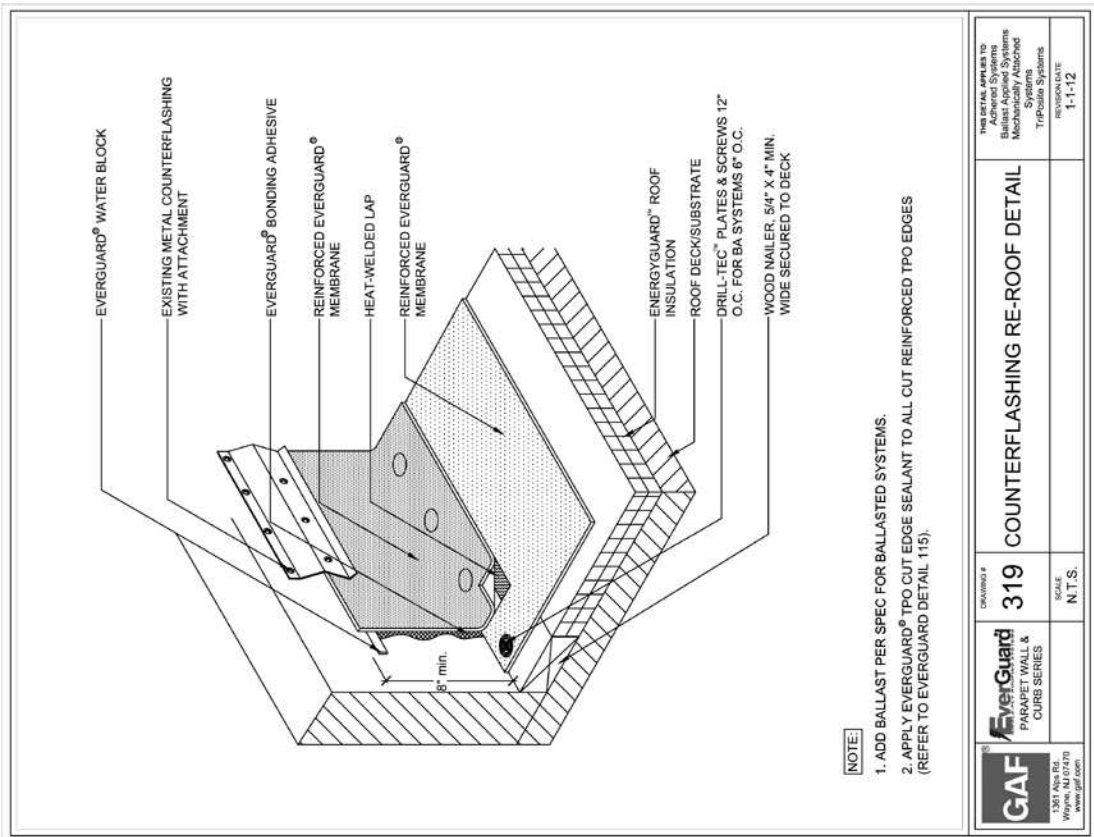 EVERGUARD® WATER BLOCK
EXISTING METAL COUNTERFLASHING
WITH ATTACHMENT
EVERGUARD® BONDING ADHESIVE
REINFORCED EVERGUARD®
MEMBRANE
HEAT-WELDED LAP
REINFORCED EVERGUARD®
MEMBRANE
8" min.
ENERGYGUARD™ ROOF
INSULATION
ROOF DECK/SUBSTRATE
DRILL-TEC™ PLATES & SCREWS 12"
O.C. FOR BA SYSTEMS 6" O.C.
WOOD NAILER, 5/4" X 4" MIN.
WIDE SECURED TO DECK
NOTE:
1. ADD BALLAST PER SPEC FOR BALLASTED SYSTEMS.
2. APPLY EVERGUARD® TPO CUT EDGE SEALANT TO ALL CUT REINFORCED TPO EDGES
(REFER TO EVERGUARD DETAIL 115).
GAF®
1361 Alps Rd.
Wayne, NJ 07470
www.gaf.com
EverGuard
PARAPET WALL &
CURB SERIES
DRAWING #
319
COUNTERFLASHING RE-ROOF DETAIL
SCALE
N.T.S.
THIS DETAIL APPLIES TO:
Adhered Systems
Ballast Applied Systems
Mechanically Attached
Systems
TriPosite Systems
REVISION DATE
1-1-12